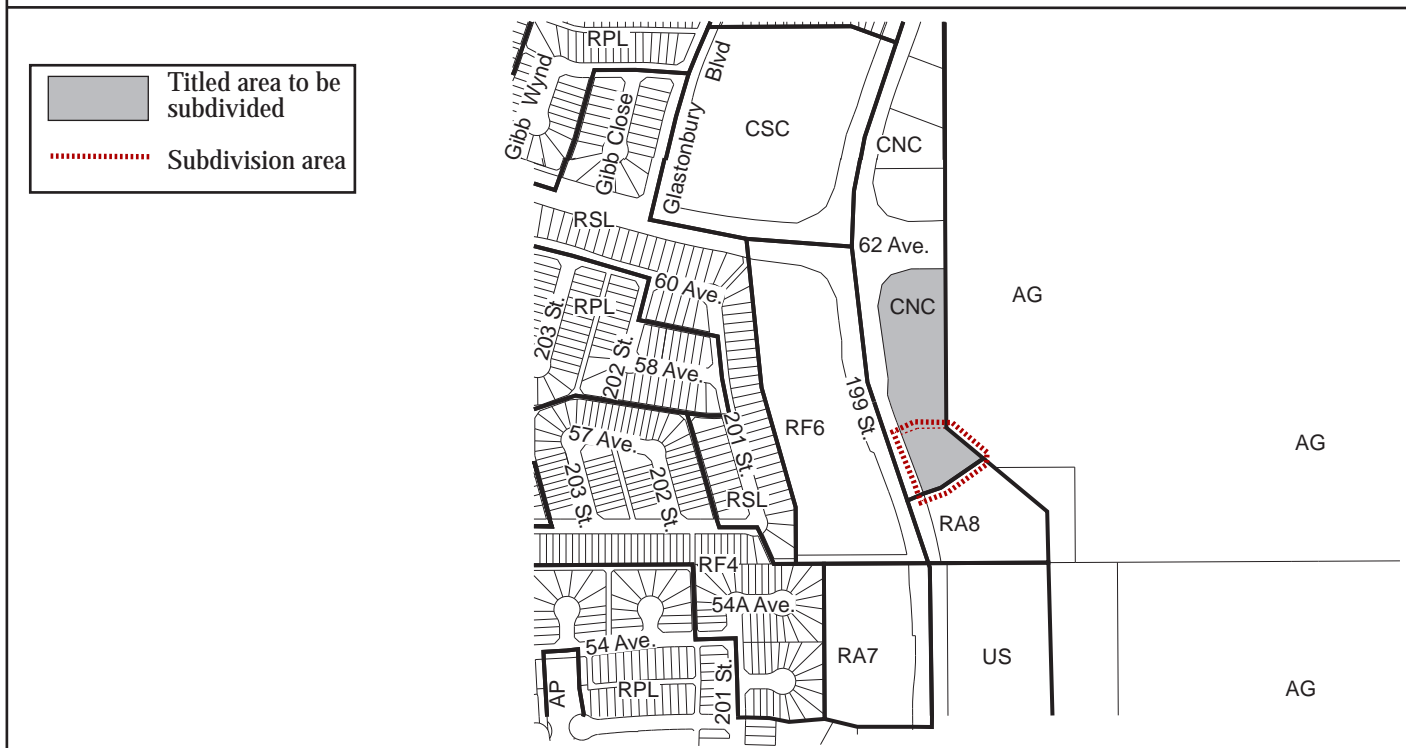 Titled area to be
subdivided
Subdivision area
RPL
Gibb Wynd
Gibb Close
Glastonbury Blvd
CSC
CNC
RSL
62 Ave.
60 Ave.
CNC
AG
203 St.
RPL
202 St.
58 Ave.
199 St.
201 St.
RF6
57 Ave.
AG
203 St.
202 St.
RSL
RA8
RF4
54A Ave.
54 Ave.
RA7
US
AP
RPL
201 St.
AG